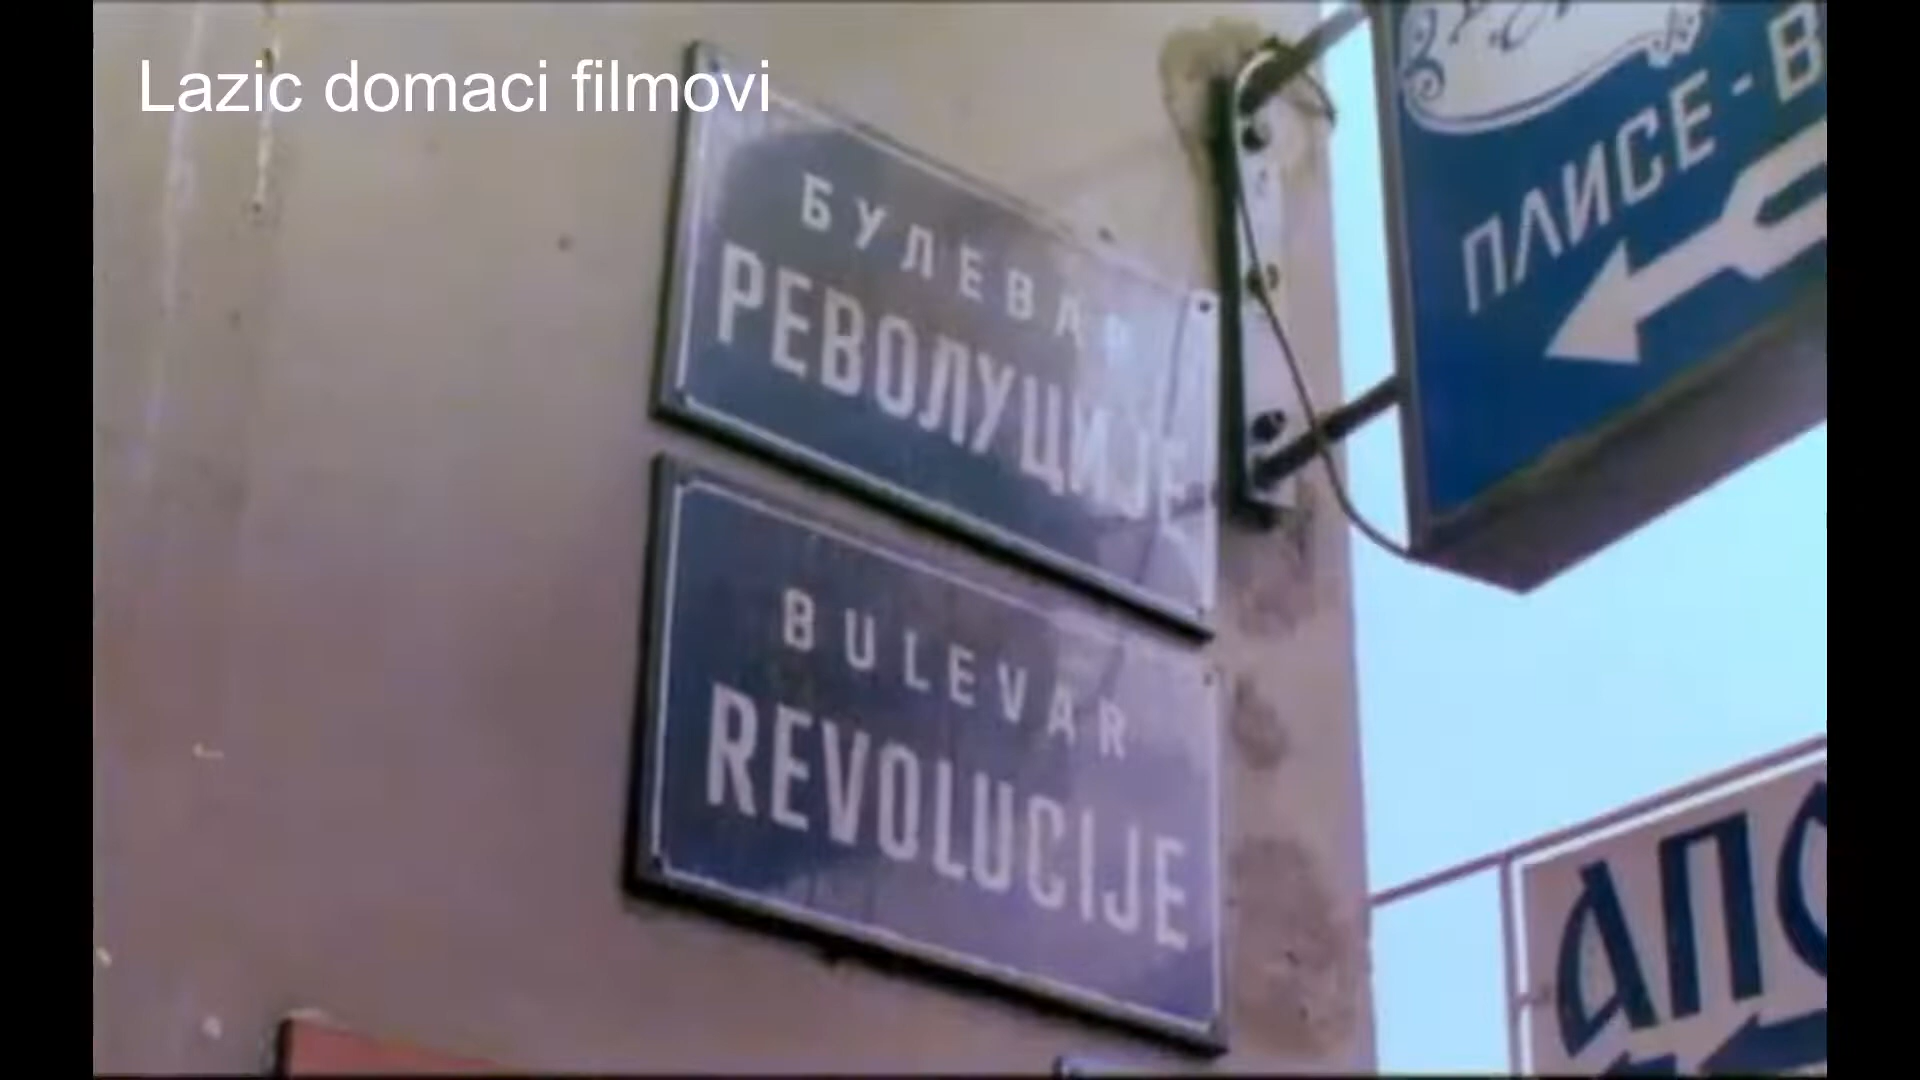 Lazic domaci filmovi
БУЛЕВАР
РЕВОЛУЦИЈЕ
BULEVAR
REVOLUCIJE
ПЛИСЕ-